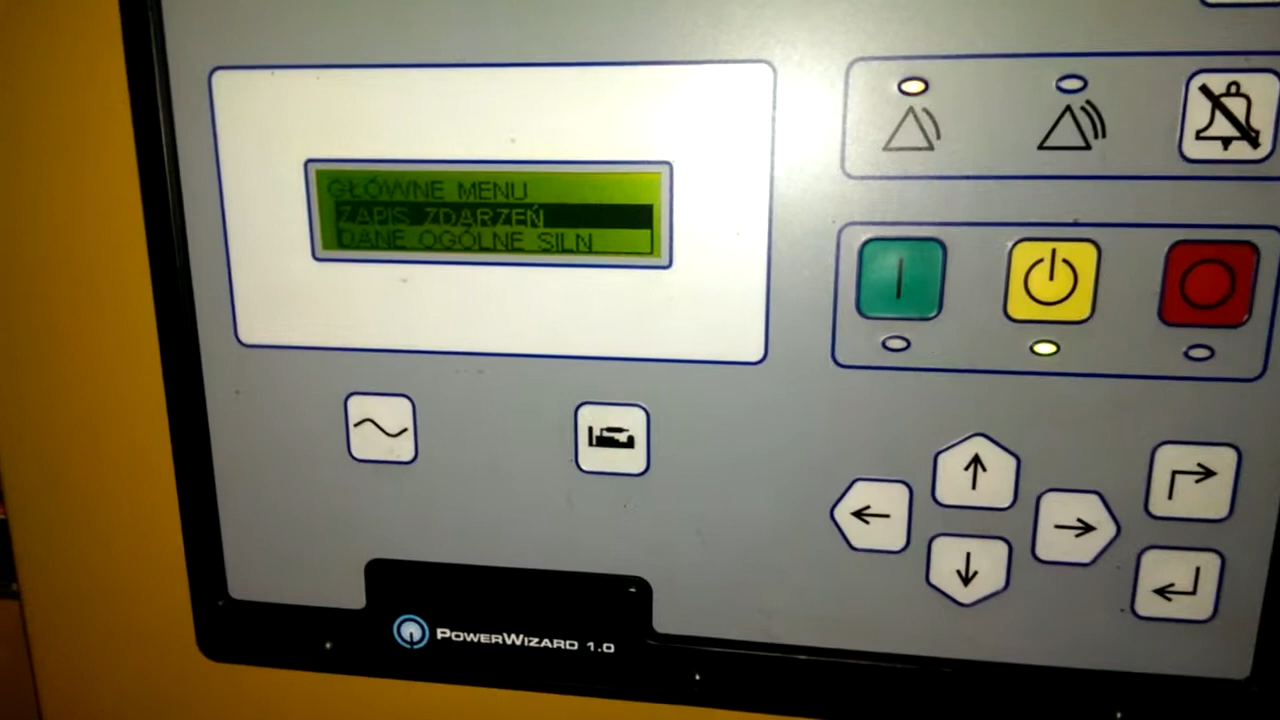 GŁÓWNE MENU
ZAPIS ZDARZEŃ
DANE OGÓLNE SILN
POWERWIZARD 1.0